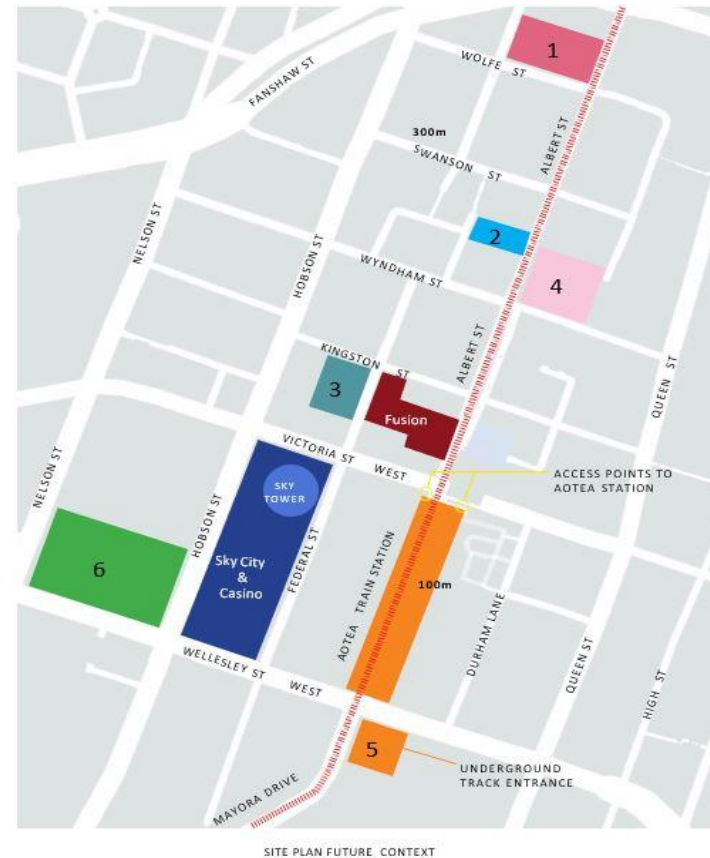 1
WOLFE ST
FANSHAW ST
300m
ALBERT ST
SWANSON ST
NELSON ST
HOBSON ST
2
WYNDHAM ST
4
KINGSTON ST
ALBERT ST
QUEEN ST
3
Fusion
VICTORIA ST WEST
ACCESS POINTS TO
AOTEA STATION
NELSON ST
HOBSON ST
SKY
TOWER
FEDERAL ST
6
Sky City
&
Casino
AOTEA TRAIN STATION
100m
DURHAM LANE
QUEEN ST
HIGH ST
WELLESLEY ST WEST
5
UNDERGROUND
TRACK ENTRANCE
MAYORA DRIVE
SITE PLAN FUTURE CONTEXT